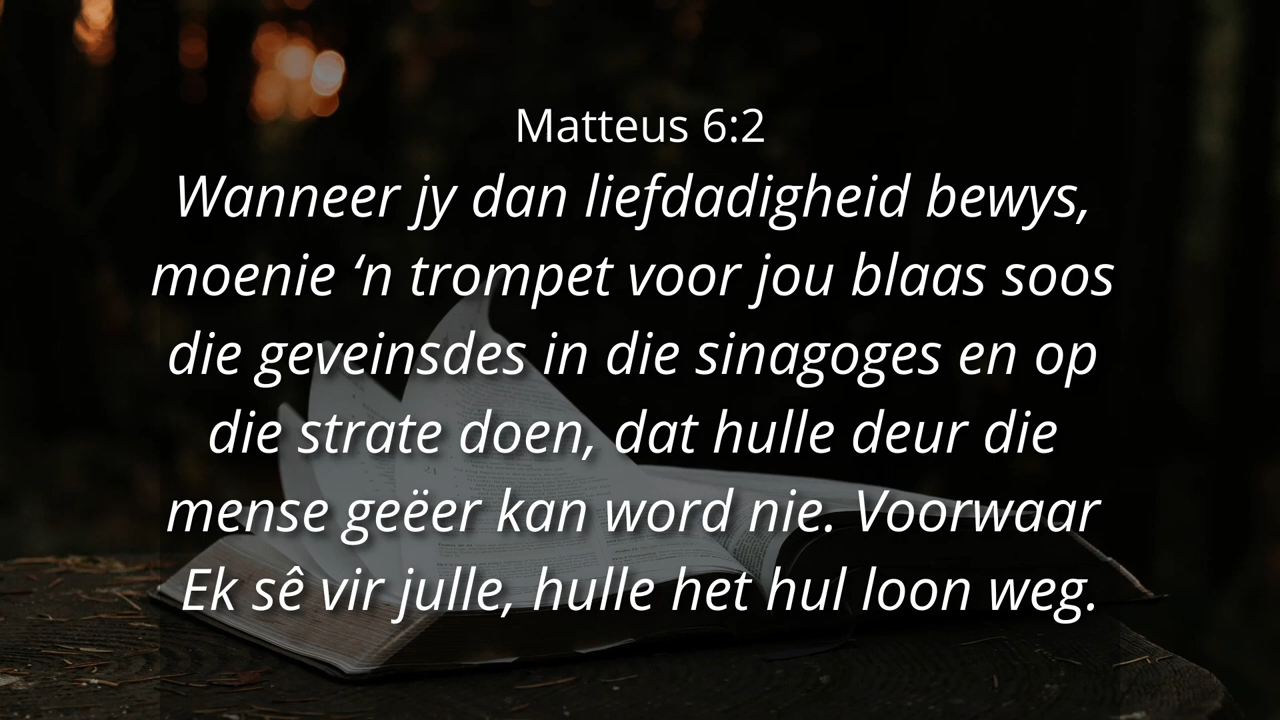 Matteus 6:2
Wanneer jy dan liefdadigheid bewys,
moenie ‘n trompet voor jou blaas soos
die geveinsdes in die sinagoges en op
die strate doen, dat hulle deur die
mense geëer kan word nie. Voorwaar
Ek sê vir julle, hulle het hul loon weg.